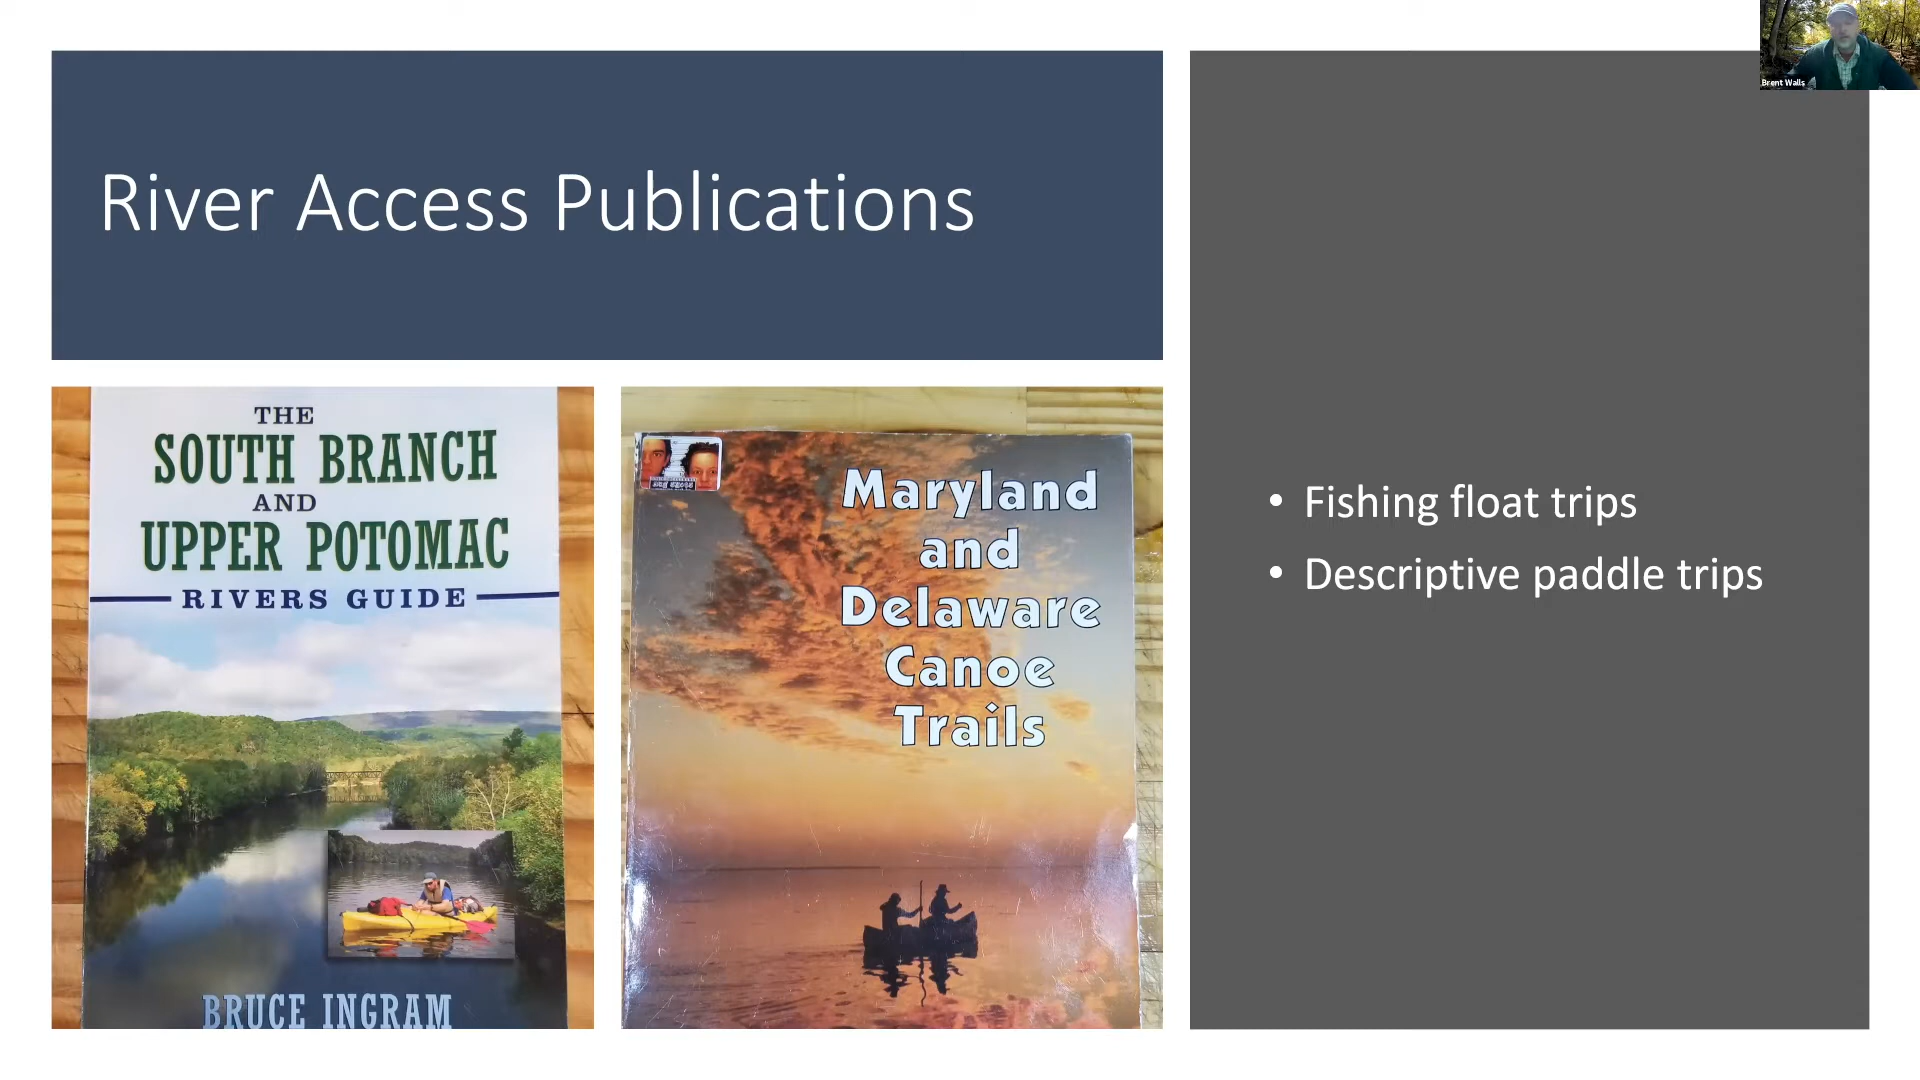 Brent Walls
River Access Publications
THE
SOUTH BRANCH
AND
UPPER POTOMAC
RIVERS GUIDE
BRUCE INGRAM
Maryland
and
Delaware
Canoe
Trails
• Fishing float trips
• Descriptive paddle trips